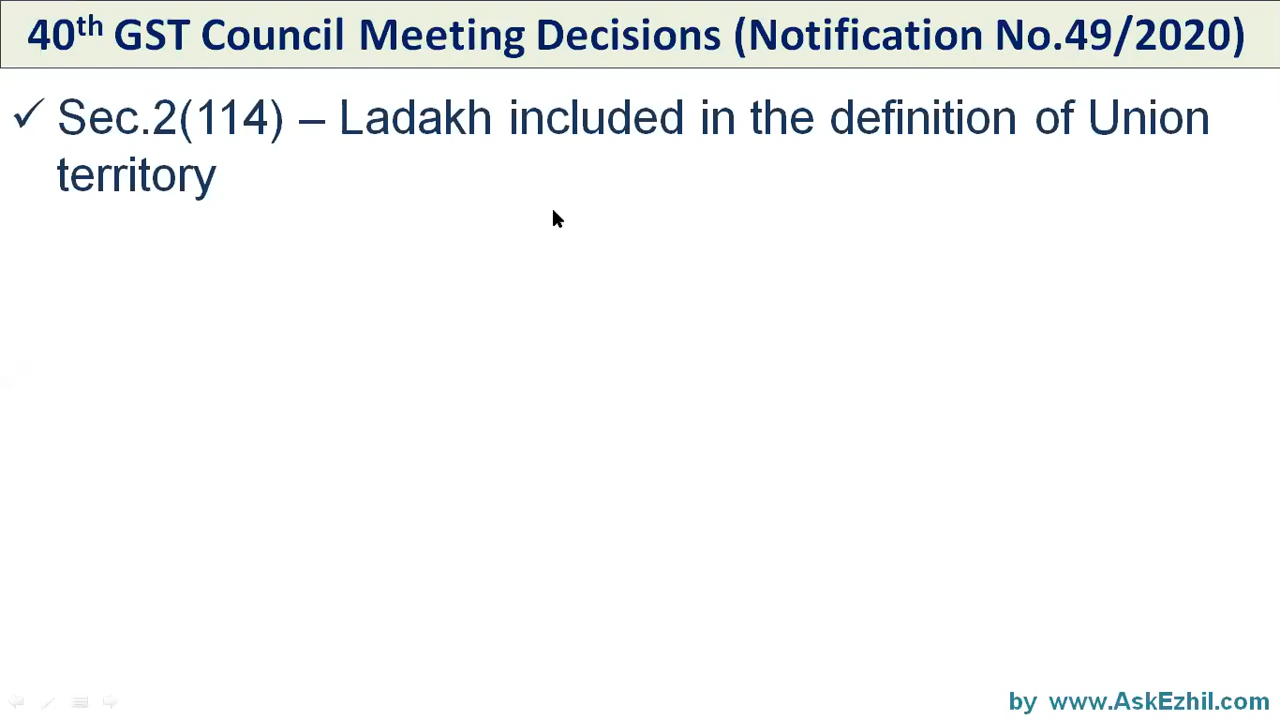 40th GST Council Meeting Decisions (Notification No.49/2020)
✓ Sec.2(114) – Ladakh included in the definition of Union
territory
by www.AskEzhil.com